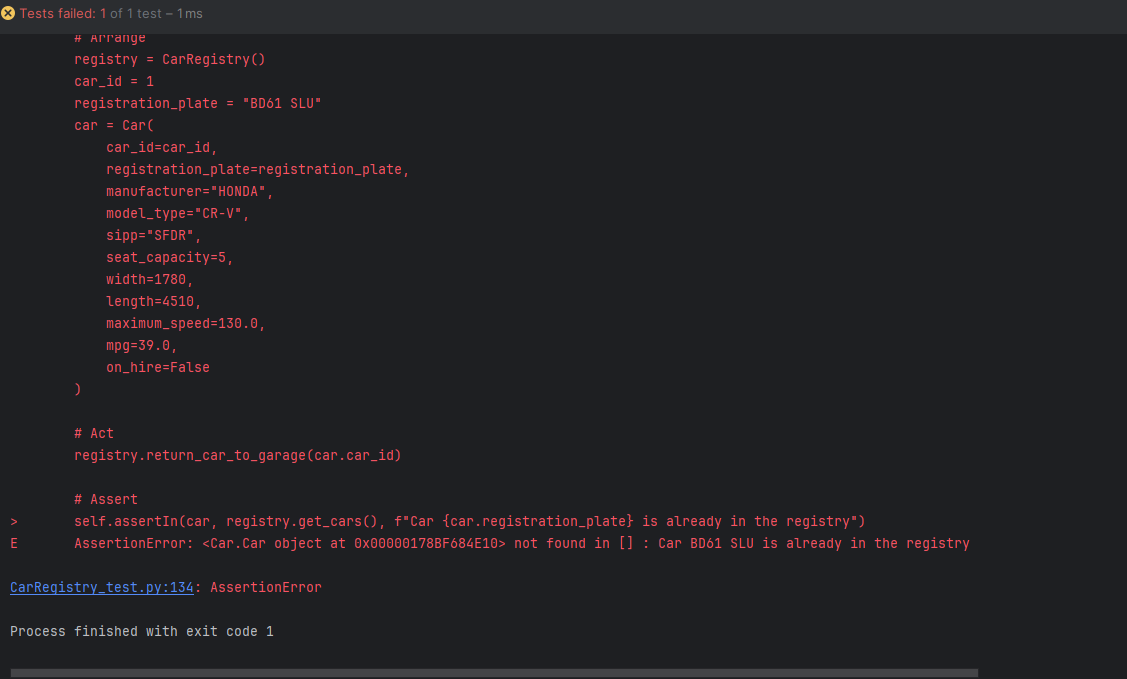 Tests failed: 1 of 1 test – 1 ms
# Arrange
registry = CarRegistry()
car_id = 1
registration_plate = "BD61 SLU"
car = Car(
car_id=car_id,
registration_plate=registration_plate,
manufacturer="HONDA",
model_type="CR-V",
sipp="SFDR",
seat_capacity=5,
width=1780,
length=4510,
maximum_speed=130.0,
mpg=39.0,
on_hire=False
)
# Act
registry.return_car_to_garage(car.car_id)
# Assert
> self.assertIn(car, registry.get_cars(), f"Car {car.registration_plate} is already in the registry")
E AssertionError: <Car.Car object at 0x00000178BF684E10> not found in [] : Car BD61 SLU is already in the registry
CarRegistry_test.py:134: AssertionError
Process finished with exit code 1